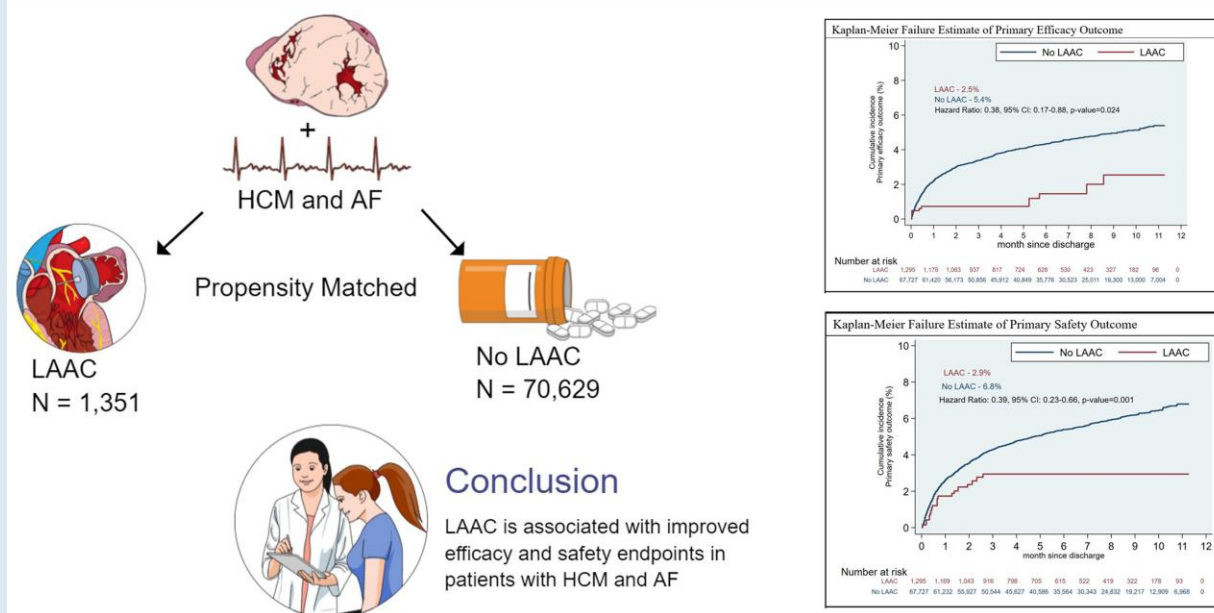 +
HCM and AF
Propensity Matched
LAAC
N = 1,351
No LAAC
N = 70,629
Conclusion
LAAC is associated with improved
efficacy and safety endpoints in
patients with HCM and AF
Kaplan-Meier Failure Estimate of Primary Efficacy Outcome
No LAAC LAAC
10
8
6
4
2
0
Cumulative incidence
Primary efficacy outcome (%)
LAAC - 2.5%
No LAAC - 5.4%
Hazard Ratio: 0.38, 95% CI: 0.17-0.88, p-value=0.024
0 1 2 3 4 5 6 7 8 9 10 11 12
month since discharge
Number at risk
LAAC 1,295 1,179 1,063 937 817 724 628 530 423 327 182 96 0
No LAAC 67,727 61,420 56,173 50,856 45,912 40,849 35,776 30,523 25,011 19,300 13,000 7,004 0
Kaplan-Meier Failure Estimate of Primary Safety Outcome
No LAAC LAAC
10
8
6
4
2
0
Cumulative incidence
Primary safety outcome (%)
LAAC - 2.9%
No LAAC - 6.8%
Hazard Ratio: 0.39, 95% CI: 0.23-0.66, p-value=0.001
0 1 2 3 4 5 6 7 8 9 10 11 12
month since discharge
Number at risk
LAAC 1,295 1,169 1,043 916 798 705 615 522 419 322 178 93 0
No LAAC 67,727 61,232 55,927 50,544 45,627 40,586 35,564 30,343 24,832 19,217 12,909 6,968 0